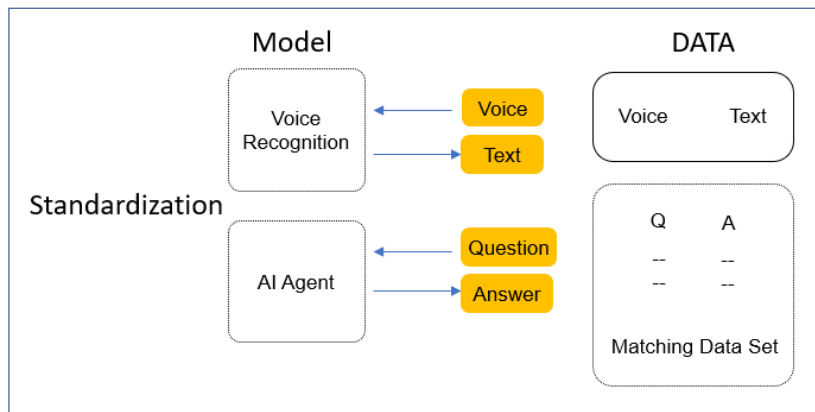 Model
DATA
Voice
Recognition
Voice
Text
Voice Text
Standardization
AI Agent
Question
Answer
Q A
-- --
-- --
Matching Data Set